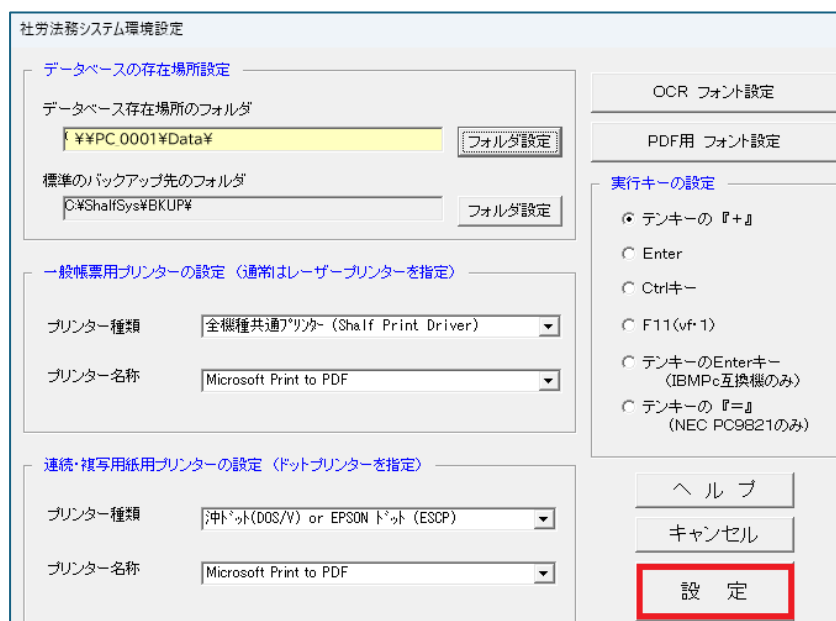 社労法務システム環境設定
データベースの存在場所設定
データベース存在場所のフォルダ
¥¥PC_0001¥Data¥
フォルダ設定
標準のバックアップ先のフォルダ
C:¥ShalfSys¥BKUP¥
フォルダ設定
一般帳票用プリンターの設定（通常はレーザープリンターを指定）
プリンター種類
全機種共通プリンター (Shalf Print Driver)
プリンター名称
Microsoft Print to PDF
連続・複写用紙用プリンターの設定（ドットプリンターを指定）
プリンター種類
沖ドット(DOS/V) or EPSON ドット (ESCP)
プリンター名称
Microsoft Print to PDF
OCR フォント設定
PDF用 フォント設定
実行キーの設定
テンキーの『+』
Enter
Ctrlキー
F11(vf・1)
テンキーのEnterキー
(IBMPc互換機のみ)
テンキーの『=』
(NEC PC9821のみ)
ヘ ル プ
キャンセル
設 定